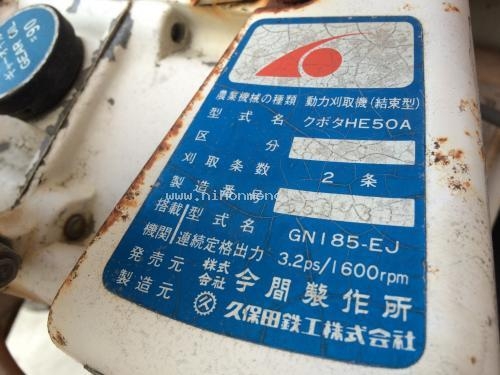 農業機械の種類 動力刈取機(結束型)
型式名 クボタHE50A
区分
刈取条数 2条
製造番号
搭載機関 型式名 GN185-EJ
連続定格出力 3.2ps/1600rpm
発売元 株式会社 今間製作所
製造元 久保田鉄工株式会社
GEAR
90